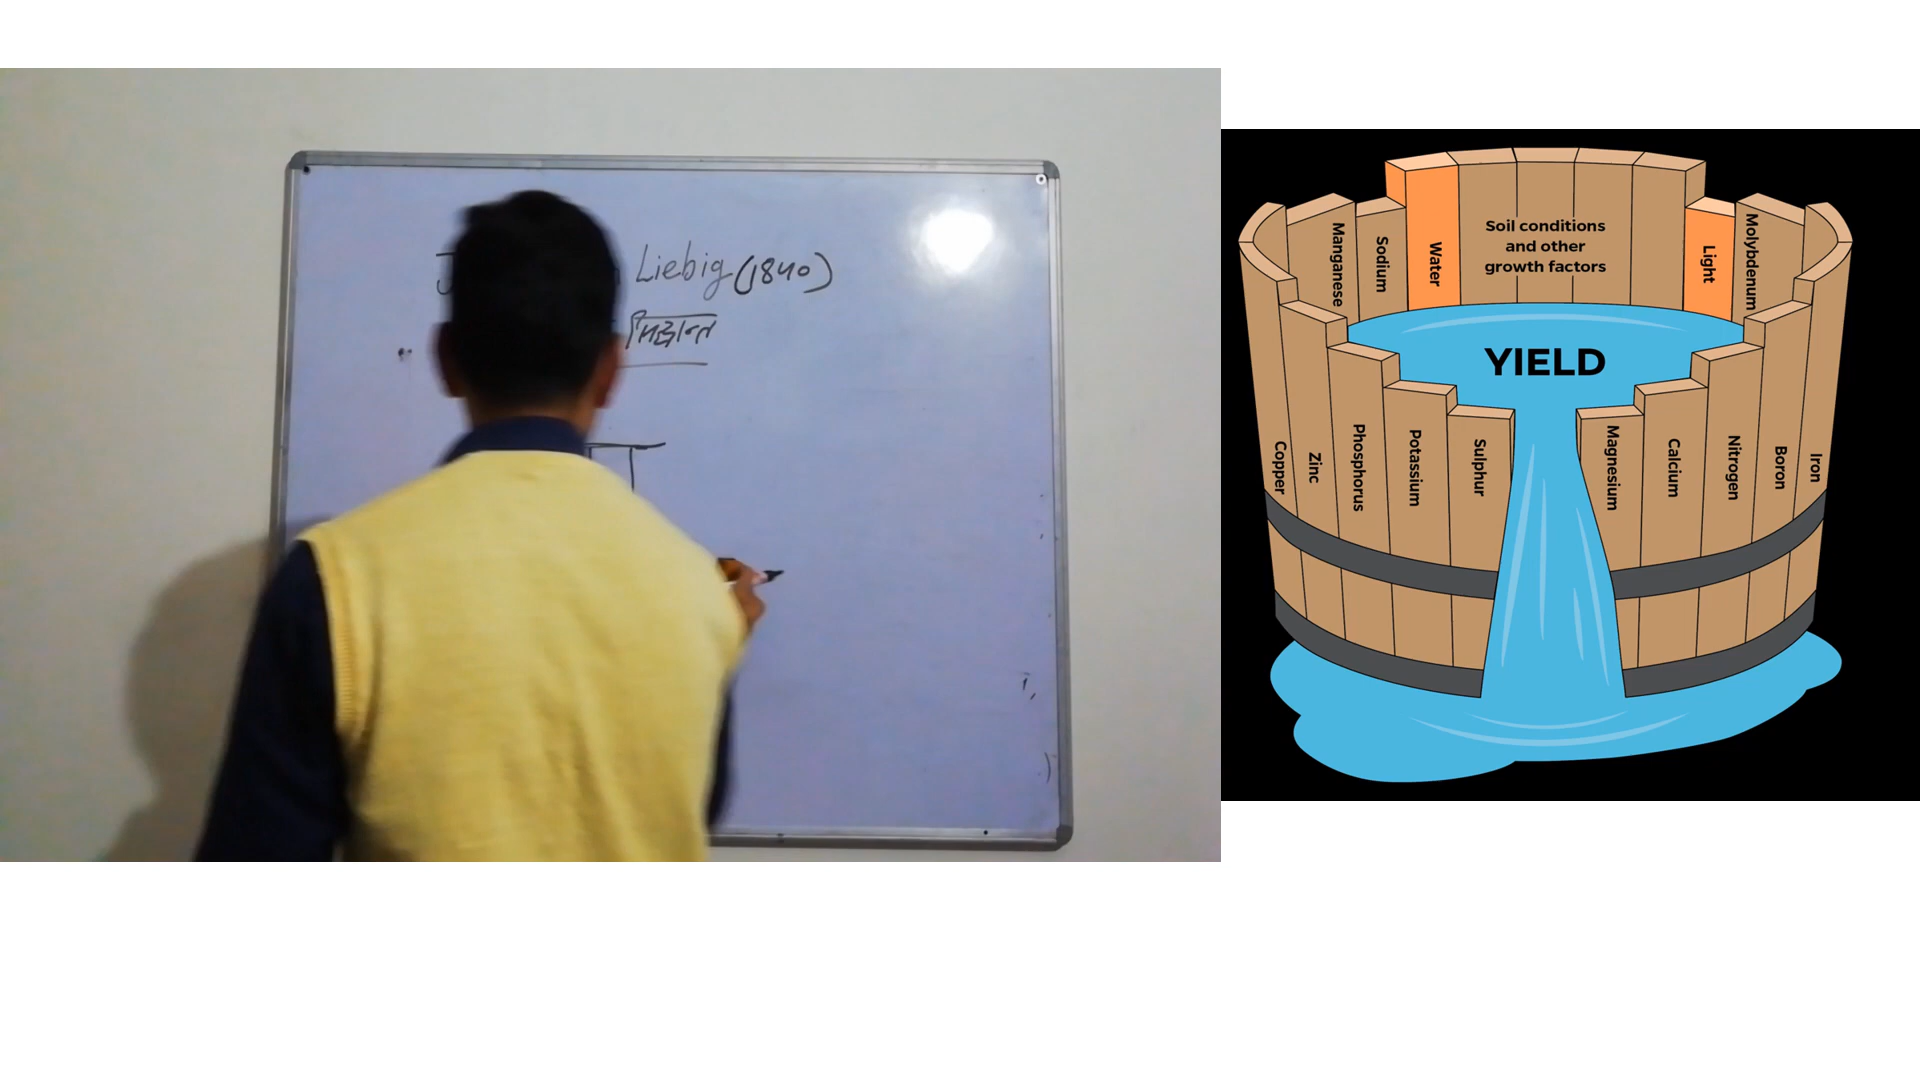 Liebig (1840)
সিদ্ধান্ত
Manganese
Sodium
Water
Soil conditions
and other
growth factors
Light
Molybdenum
YIELD
Copper
Zinc
Phosphorus
Potassium
Sulphur
Magnesium
Calcium
Nitrogen
Boron
Iron